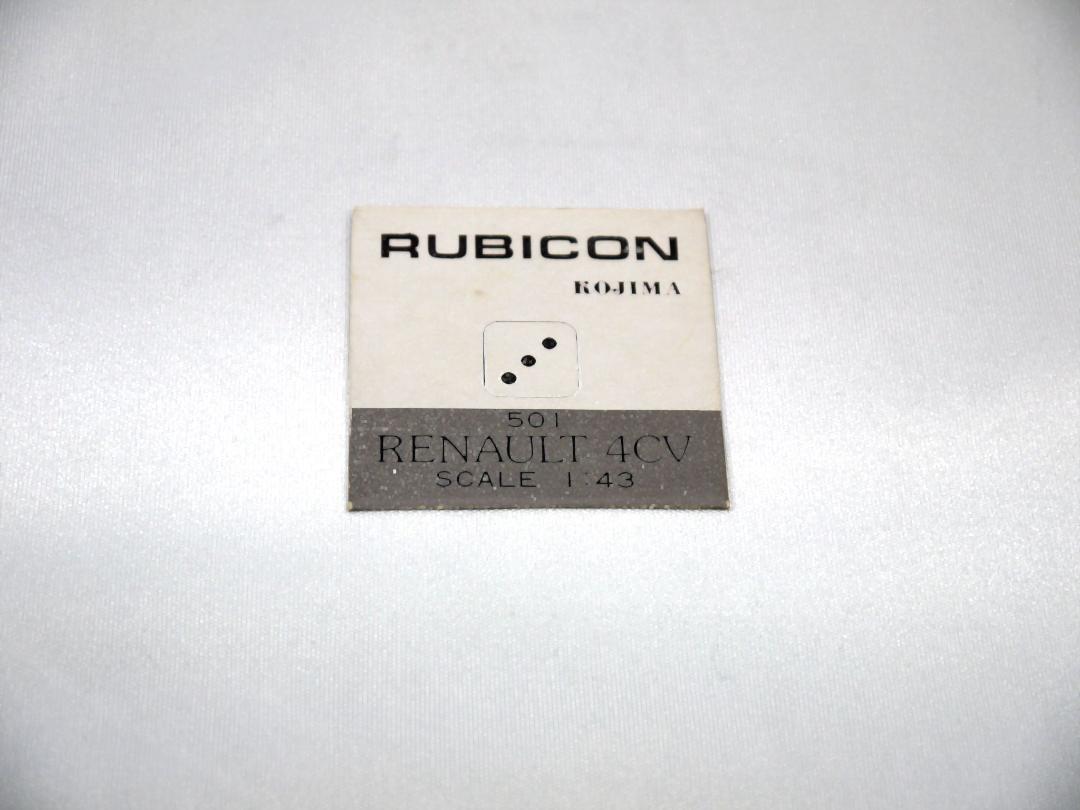 RUBICON
KOJIMA
501
RENAULT 4CV
SCALE 1:43